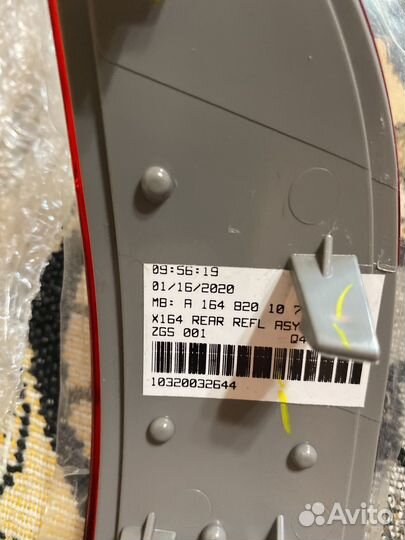 09:56:19
01/16/2020
MB: A 164 820 10 7
X164 REAR REFL ASY
ZGS 001 Q4
10320032644
Avito